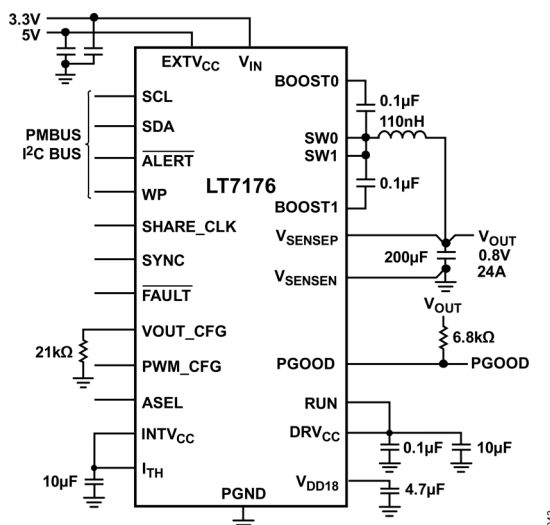 3.3V
5V
EXTVCC
VIN
BOOST0
SCL
0.1µF
SDA
PMBUS
I2C BUS
110nH
SW0
ALERT
SW1
WP
LT7176
0.1µF
BOOST1
SHARE_CLK
VSENSEP
VOUT
0.8V
24A
SYNC
200µF
VSENSEN
FAULT
VOUT
VOUT_CFG
6.8kΩ
21kΩ
PWM_CFG
PGOOD
PGOOD
ASEL
RUN
INTVCC
DRVCC
0.1µF
10µF
ITH
10µF
VDD18
4.7µF
PGND